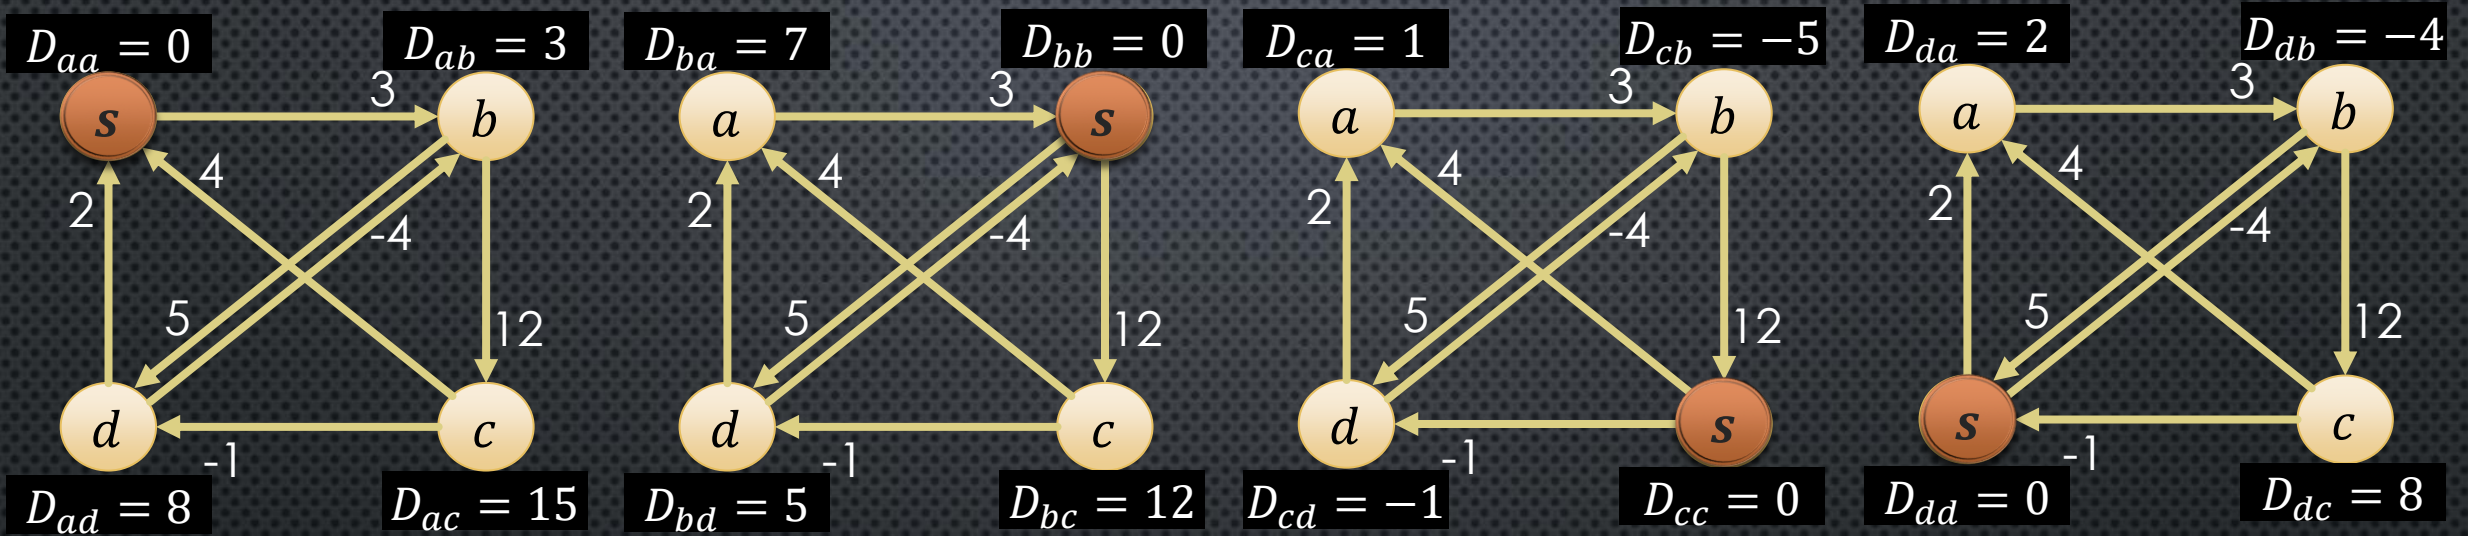 D_aa = 0
D_ab = 3
s
3
b
4
2
-4
5
12
d
c
-1
D_ad = 8
D_ac = 15
D_ba = 7
D_bb = 0
a
3
s
4
2
-4
5
12
d
c
-1
D_bd = 5
D_bc = 12
D_ca = 1
D_cb = −5
a
3
b
4
2
-4
5
12
d
s
-1
D_cd = −1
D_cc = 0
D_da = 2
D_db = −4
a
3
b
4
2
-4
5
12
s
c
-1
D_dd = 0
D_dc = 8